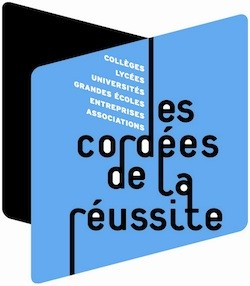 COLLÈGES
LYCÉES
UNIVERSITÉS
GRANDES ÉCOLES
ENTREPRISES
ASSOCIATIONS
les
cordées
de la
réussite